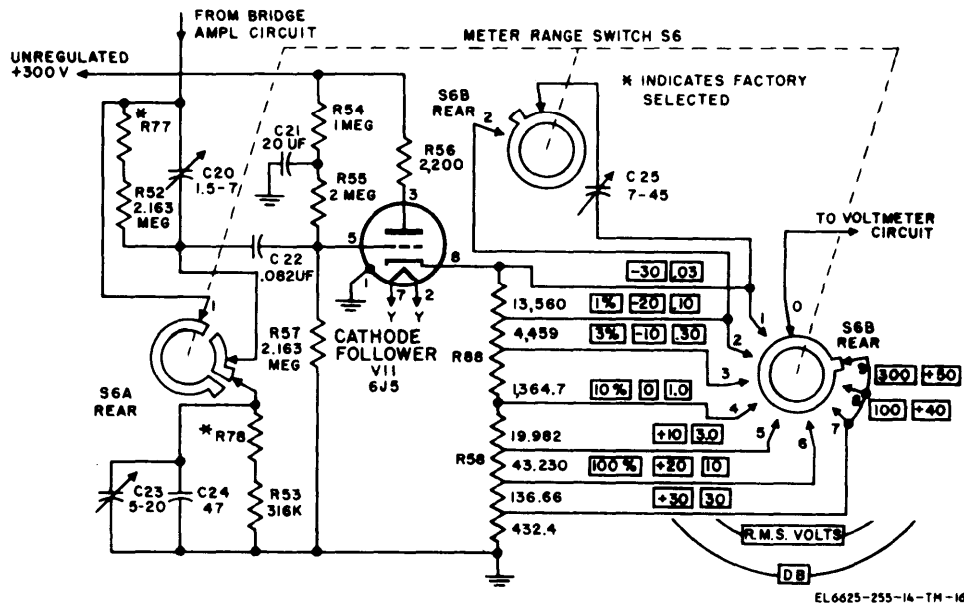 FROM BRIDGE
AMPL CIRCUIT
METER RANGE SWITCH S6
UNREGULATED
+300V
* INDICATES FACTORY
SELECTED
S6B
REAR
2
* R77
R54
1MEG
C21
20UF
R56
2,200
C20
1.5-7
R52
2.163
MEG
R55
2 MEG
3
C25
7-45
TO VOLTMETER
CIRCUIT
5
8
C22
.082UF
1
7
2
Y
Y
-30 .03
0
1
13,560
1% -20 .10
1
2
S6B
REAR
R57
2.163
MEG
CATHODE
FOLLOWER
V11
6J5
4,459
3% -10 .30
R88
3
9
300 +50
S6A
REAR
1,364.7
10% 0 1.0
4
8
100 +40
* R78
19.982
+10 3.0
5
6
7
R58
43.230
100% +20 10
C23
5-20
C24
47
R53
316K
136.66
+30 30
432.4
R.M.S. VOLTS
DB
EL6625-255-14-TM-16